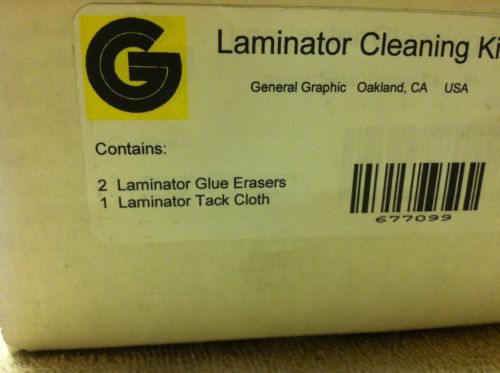 G
Laminator Cleaning Ki
General Graphic Oakland, CA USA
Contains:
2 Laminator Glue Erasers
1 Laminator Tack Cloth
677099